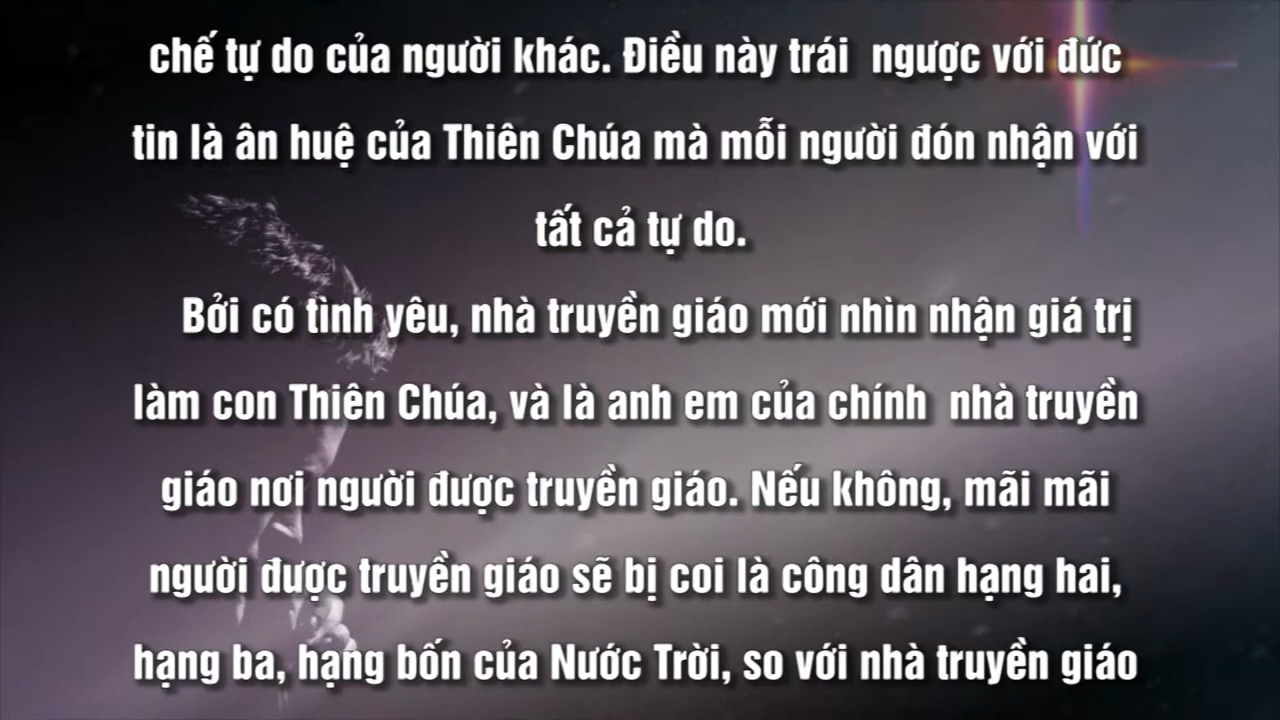 chế tự do của người khác. Điều này trái ngược với đức
tin là ân huệ của Thiên Chúa mà mỗi người đón nhận với
tất cả tự do.
Bởi có tình yêu, nhà truyền giáo mới nhìn nhận giá trị
làm con Thiên Chúa, và là anh em của chính nhà truyền
giáo nơi người được truyền giáo. Nếu không, mãi mãi
người được truyền giáo sẽ bị coi là công dân hạng hai,
hạng ba, hạng bốn của Nước Trời, so với nhà truyền giáo